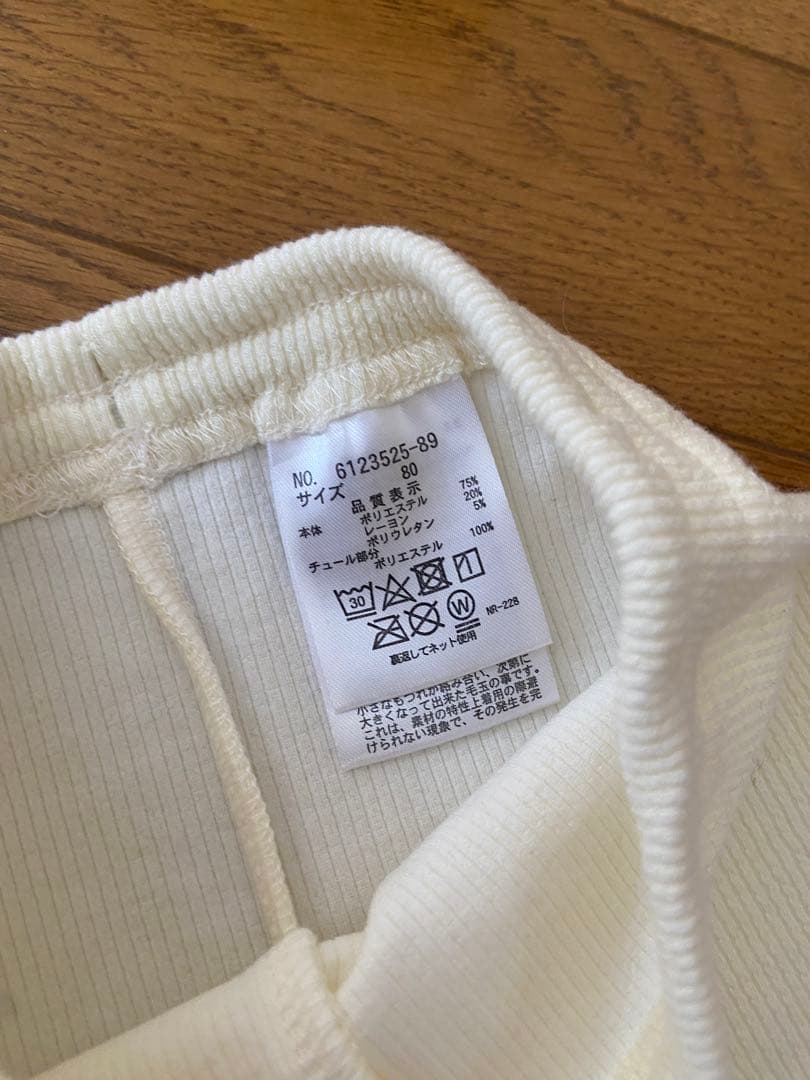 NO. 6123525-89
サイズ 80
品質表示
本体 ポリエステル 75%
レーヨン 20%
ポリウレタン 5%
チュール部分 ポリエステル 100%
30
W
NR-228
裏返してネット使用
小さなもつれが絡み合い、次第に
大きくなって出来た毛玉の事です。
これは、素材の特性上着用の際避
けられない現象で、その発生を完